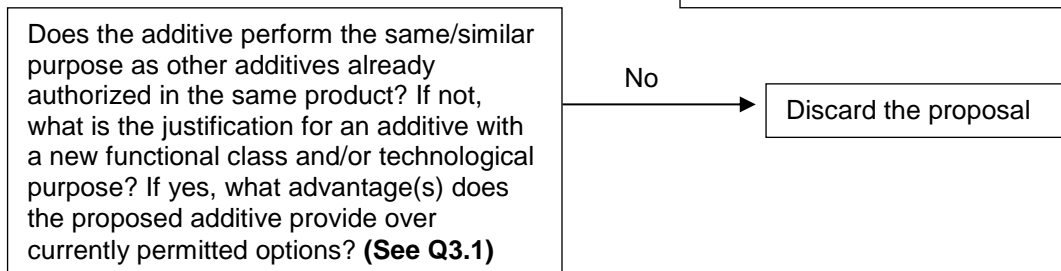 Does the additive perform the same/similar
purpose as other additives already
authorized in the same product? If not,
what is the justification for an additive with
a new functional class and/or technological
purpose? If yes, what advantage(s) does
the proposed additive provide over
currently permitted options? (See Q3.1)
No
Discard the proposal